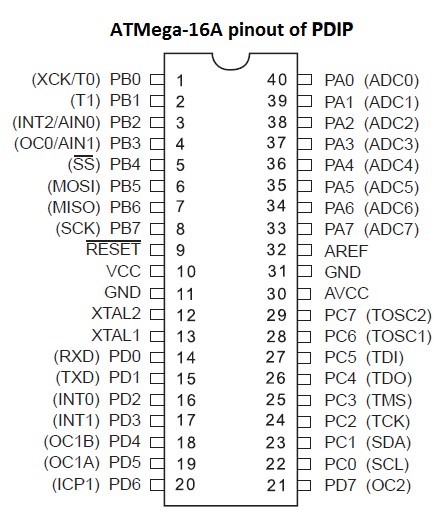 ATMega-16A pinout of PDIP
(XCK/T0) PB0 1 40 PA0 (ADC0)
(T1) PB1 2 39 PA1 (ADC1)
(INT2/AIN0) PB2 3 38 PA2 (ADC2)
(OC0/AIN1) PB3 4 37 PA3 (ADC3)
(SS) PB4 5 36 PA4 (ADC4)
(MOSI) PB5 6 35 PA5 (ADC5)
(MISO) PB6 7 34 PA6 (ADC6)
(SCK) PB7 8 33 PA7 (ADC7)
RESET 9 32 AREF
VCC 10 31 GND
GND 11 30 AVCC
XTAL2 12 29 PC7 (TOSC2)
XTAL1 13 28 PC6 (TOSC1)
(RXD) PD0 14 27 PC5 (TDI)
(TXD) PD1 15 26 PC4 (TDO)
(INT0) PD2 16 25 PC3 (TMS)
(INT1) PD3 17 24 PC2 (TCK)
(OC1B) PD4 18 23 PC1 (SDA)
(OC1A) PD5 19 22 PC0 (SCL)
(ICP1) PD6 20 21 PD7 (OC2)